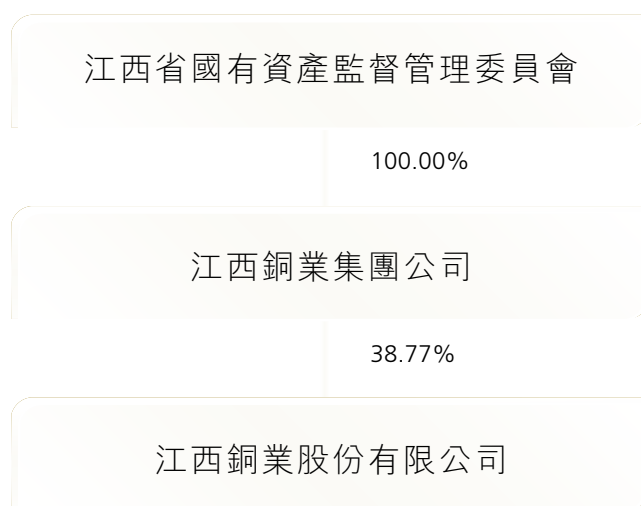 江西省國有資產監督管理委員會
100.00%
江西銅業集團公司
38.77%
江西銅業股份有限公司